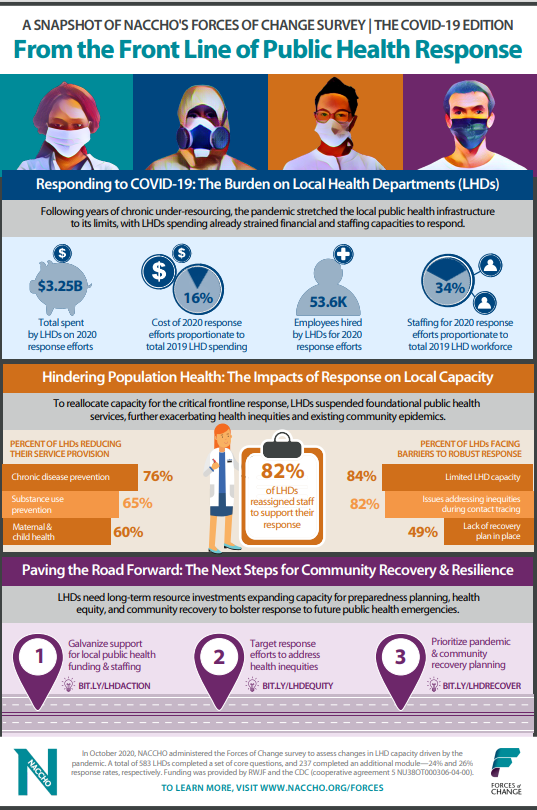 A SNAPSHOT OF NACCHO'S FORCES OF CHANGE SURVEY | THE COVID-19 EDITION
From the Front Line of Public Health Response
Responding to COVID-19: The Burden on Local Health Departments (LHDs)
Following years of chronic under-resourcing, the pandemic stretched the local public health infrastructure
to its limits, with LHDs spending already strained financial and staffing capacities to respond.
$
$3.25B
Total spent
by LHDs on 2020
response efforts
$
$
16%
Cost of 2020 response
efforts proportionate to
total 2019 LHD spending
53.6K
Employees hired
by LHDs for 2020
response efforts
34%
Staffing for 2020 response
efforts proportionate to
total 2019 LHD workforce
Hindering Population Health: The Impacts of Response on Local Capacity
To reallocate capacity for the critical frontline response, LHDs suspended foundational public health
services, further exacerbating health inequities and existing community epidemics.
PERCENT OF LHDs REDUCING
THEIR SERVICE PROVISION
Chronic disease prevention 76%
Substance use
prevention
65%
Maternal &
child health
60%
82%
of LHDs
reassigned staff
to support their
response
PERCENT OF LHDs FACING
BARRIERS TO ROBUST RESPONSE
84% Limited LHD capacity
82%
Issues addressing inequities
during contact tracing
49%
Lack of recovery
plan in place
Paving the Road Forward: The Next Steps for Community Recovery & Resilience
LHDs need long-term resource investments expanding capacity for preparedness planning, health
equity, and community recovery to bolster response to future public health emergencies.
1
Galvanize support
for local public health
funding & staffing
BIT.LY/LHDACTION
2
Target response
efforts to address
health inequities
BIT.LY/LHDEQUITY
3
Prioritize pandemic
& community
recovery planning
BIT.LY/LHDRECOVER
NACCHO
In October 2020, NACCHO administered the Forces of Change survey to assess changes in LHD capacity driven by the
pandemic. A total of 583 LHDs completed a set of core questions, and 237 completed an additional module—24% and 26%
response rates, respectively. Funding was provided by RWJF and the CDC (cooperative agreement 5 NU38OT000306-04-00).
TO LEARN MORE, VISIT WWW.NACCHO.ORG/FORCES
FORCES
OF CHANGE